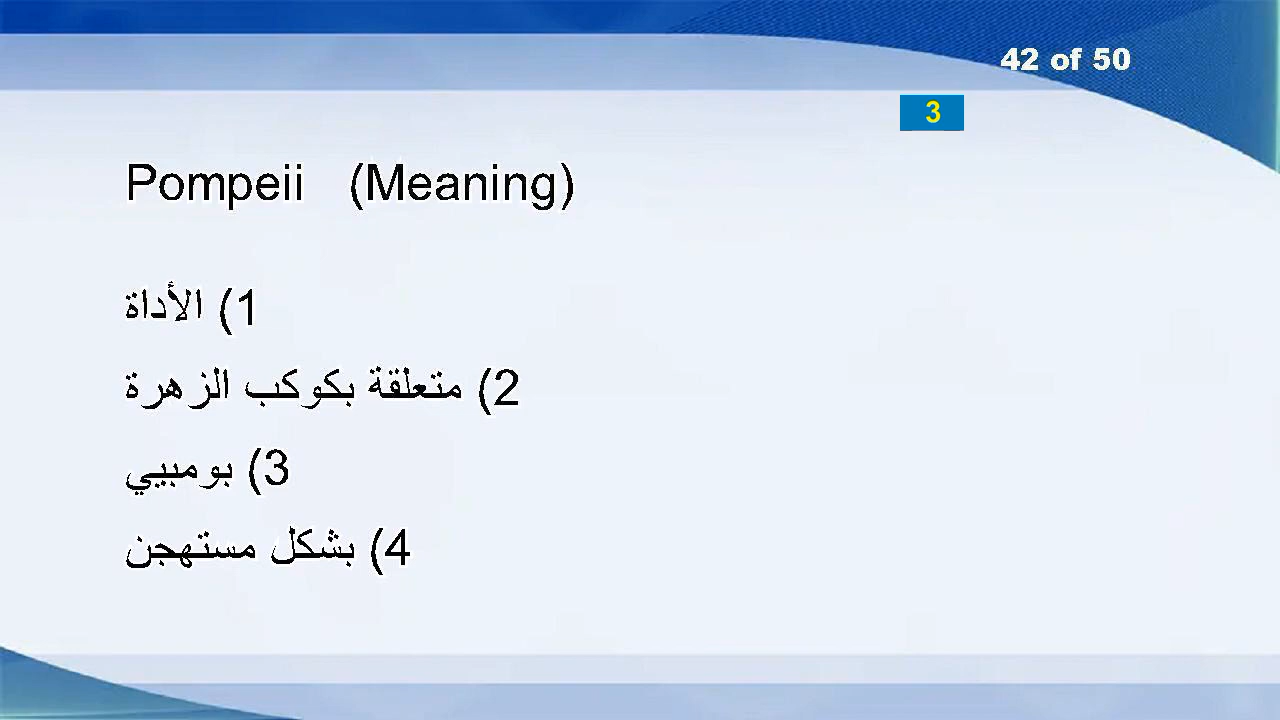 42 of 50
3
Pompeii (Meaning)
1) الأداة
2) متعلقة بكوكب الزهرة
3) بومبيي
4) بشكل مستهجن